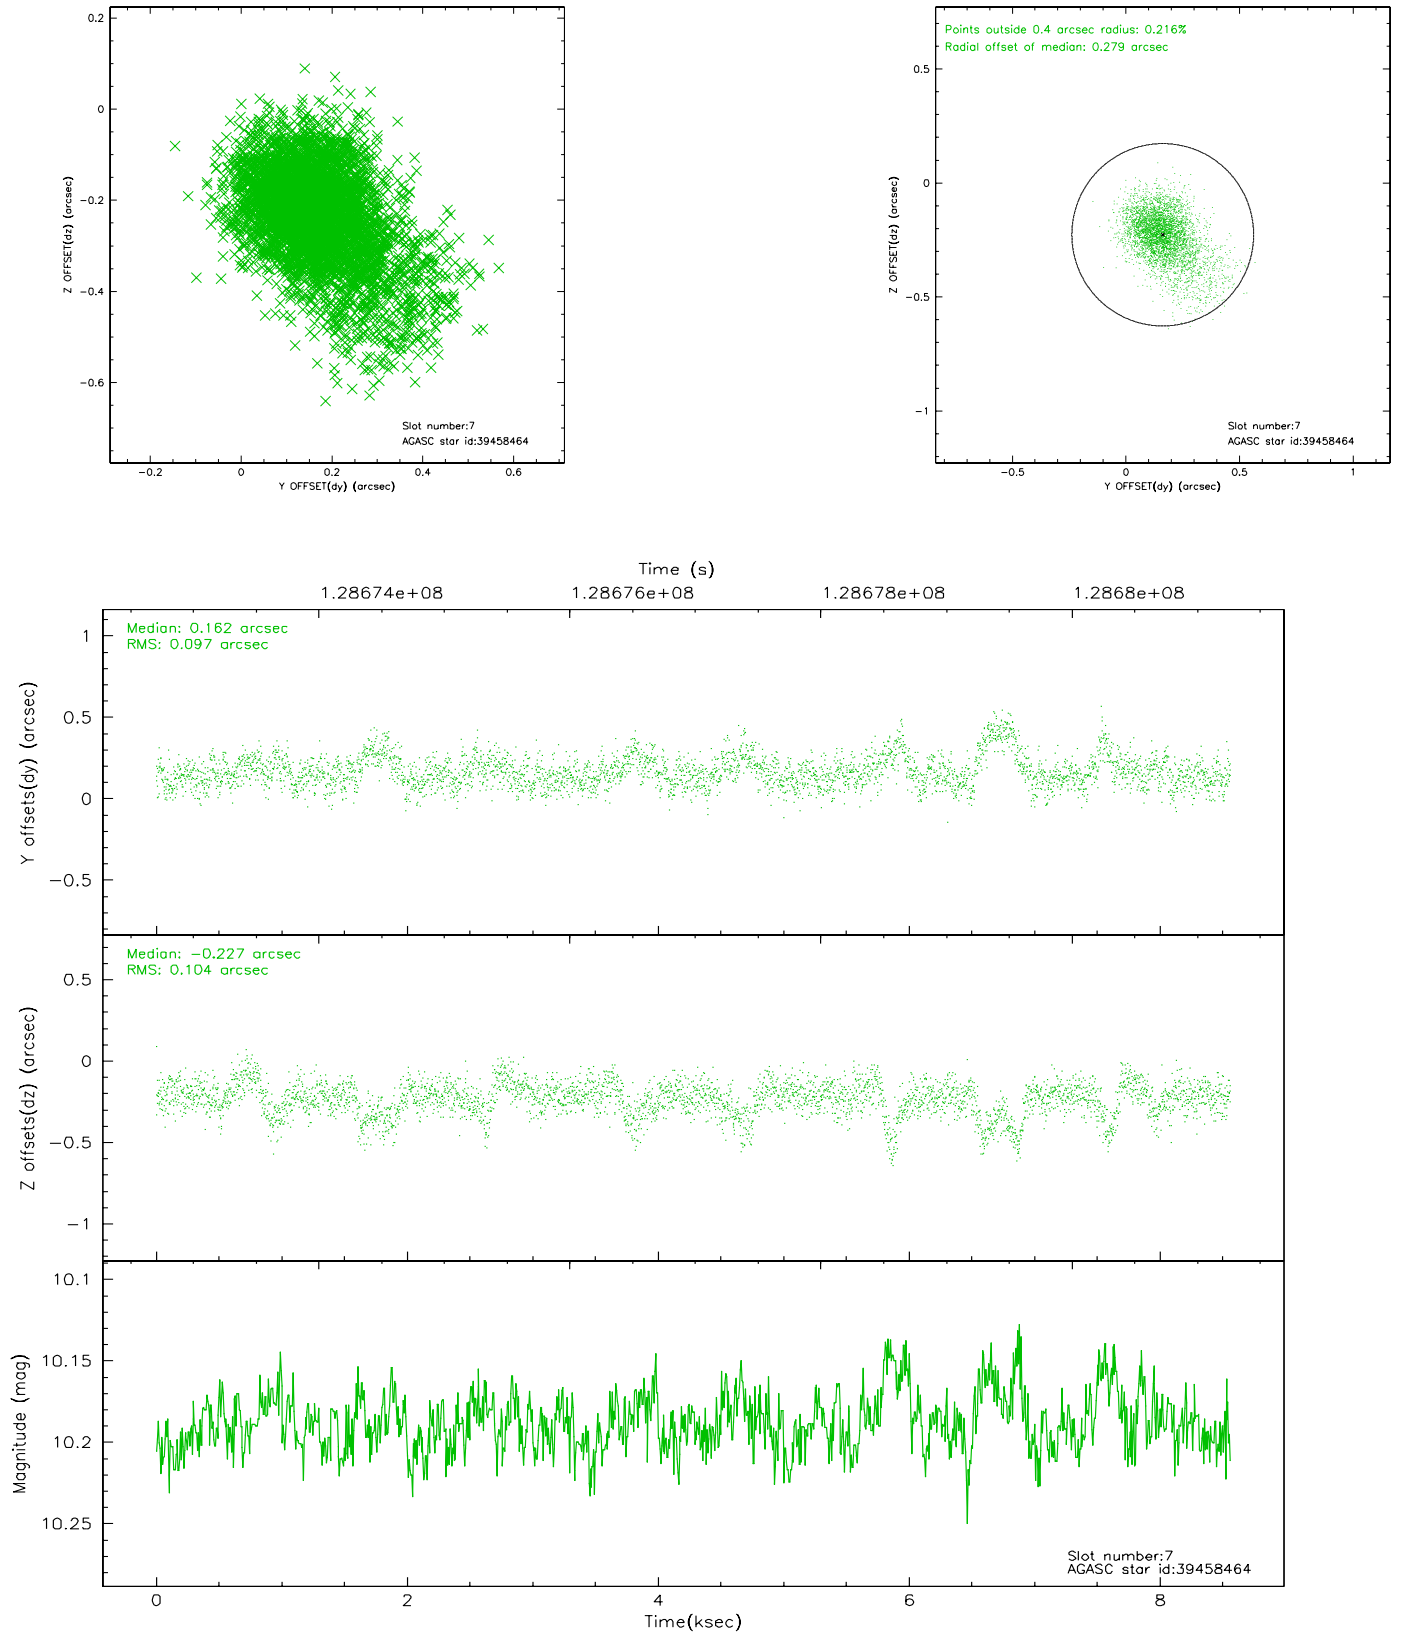 0.2
0
−0.2
−0.4
−0.6
Z OFFSET(dz) (arcsec)
Slot number:7
AGASC star id:39458464
−0.2 0 0.2 0.4 0.6
Y OFFSET(dy) (arcsec)
Points outside 0.4 arcsec radius: 0.216%
Radial offset of median: 0.279 arcsec
0.5
0
−0.5
−1
Z OFFSET(dz) (arcsec)
Slot number:7
AGASC star id:39458464
−0.5 0 0.5 1
Y OFFSET(dy) (arcsec)
Time (s)
1.28674e+08 1.28676e+08 1.28678e+08 1.2868e+08
Median: 0.162 arcsec
RMS: 0.097 arcsec
1
0.5
0
−0.5
Y offsets(dy) (arcsec)
Median: −0.227 arcsec
RMS: 0.104 arcsec
0.5
0
−0.5
−1
Z offsets(dz) (arcsec)
10.1
10.15
10.2
10.25
Magnitude (mag)
Slot number:7
AGASC star id:39458464
0 2 4 6 8
Time(ksec)